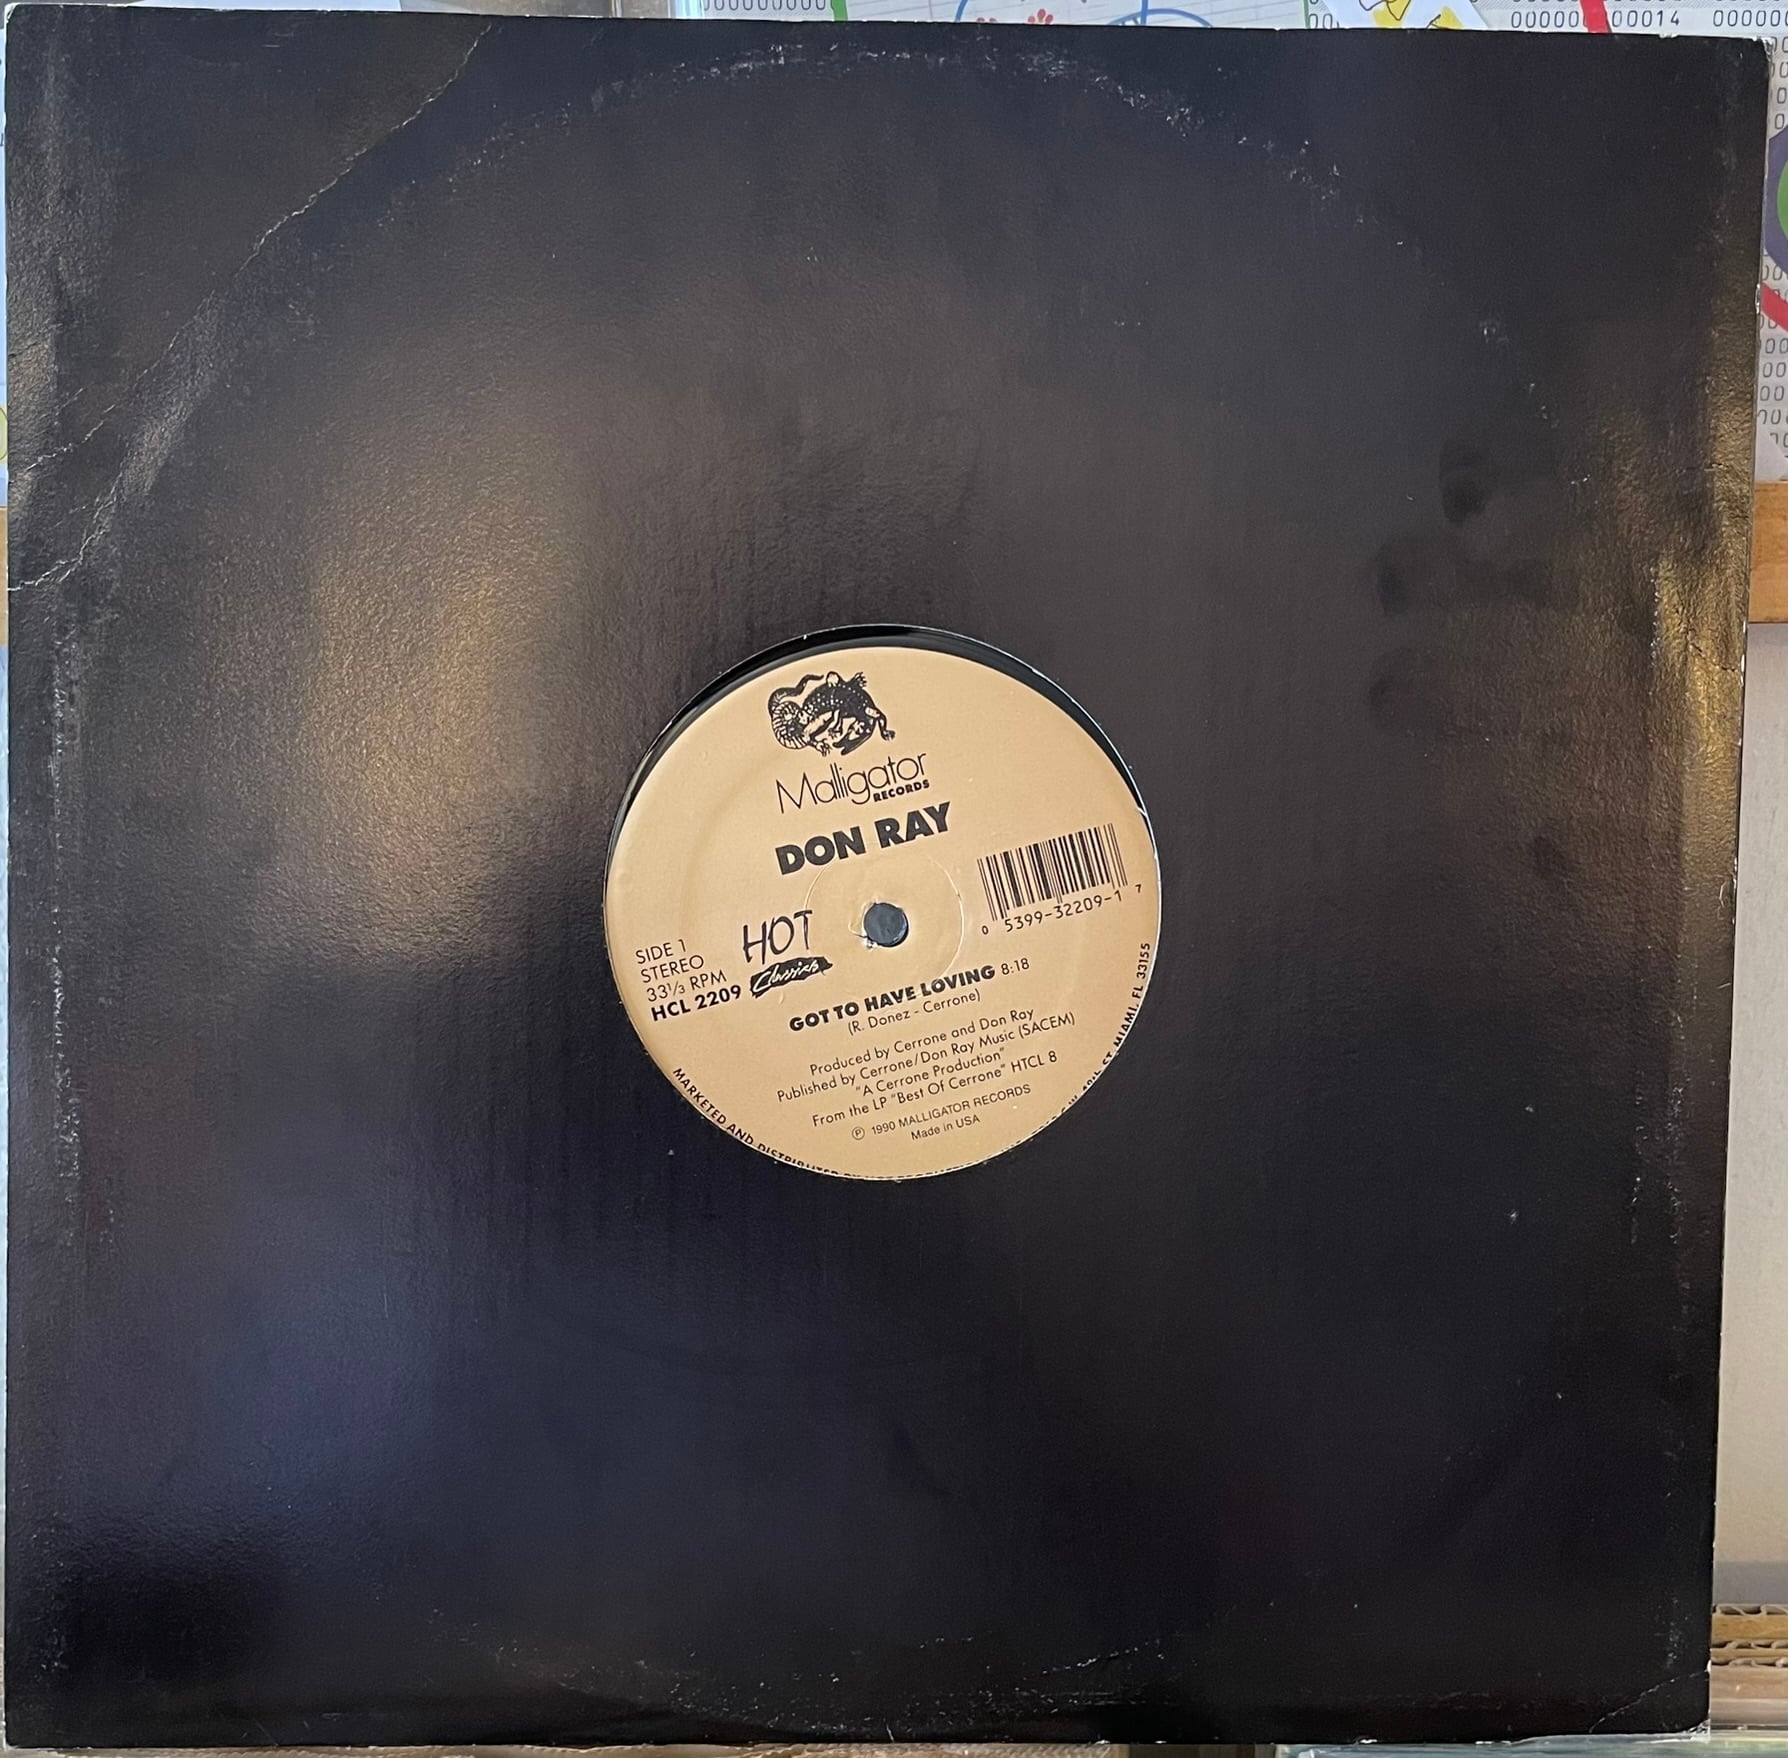 Malligator
RECORDS
DON RAY
SIDE 1
STEREO
33⅓ RPM
HCL 2209
HOT
Classics
0 5399-32209-1 7
GOT TO HAVE LOVING 8:18
(R. Donez - Cerrone)
Produced by Cerrone and Don Ray
Published by Cerrone/Don Ray Music (SACEM)
"A Cerrone Production"
From the LP "Best Of Cerrone" HTCL 8
℗ 1990 MALLIGATOR RECORDS
Made in USA
MARKETED AND DISTRIBUTED
ST. MIAMI, FL 33155